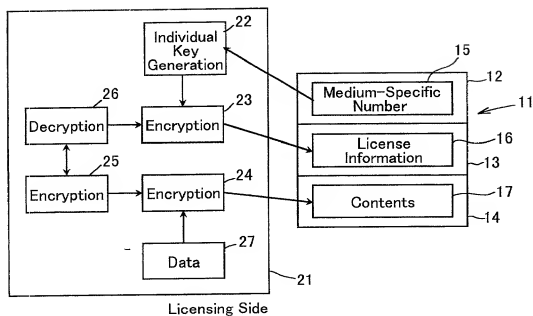 22
Individual
Key
Generation
15
12
Medium-Specific
Number
11
26
23
Decryption
Encryption
16
License
Information
13
25
24
Encryption
Encryption
17
Contents
14
27
Data
21
Licensing Side